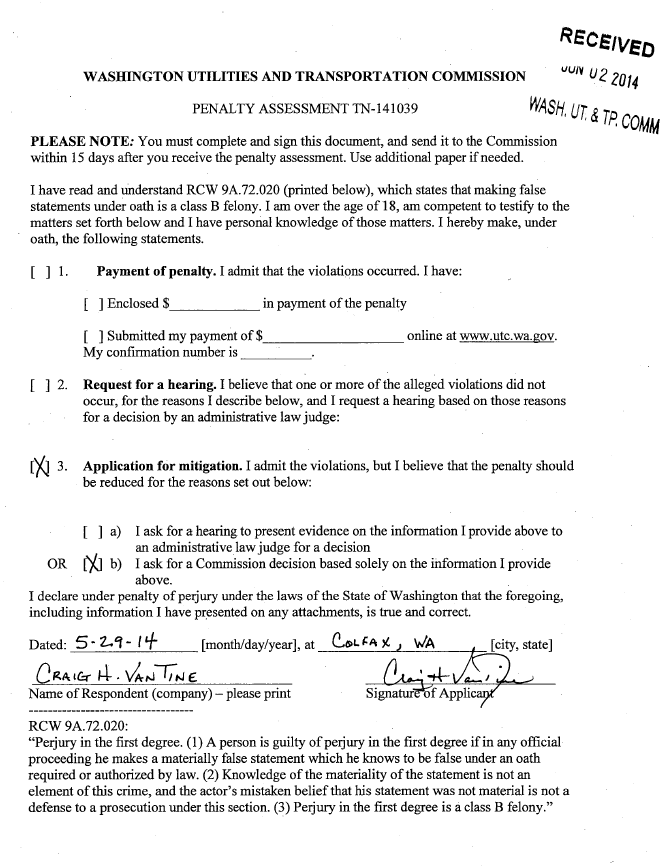 RECEIVED
JUN 02 2014
WASH. UT. & TP. COMM
WASHINGTON UTILITIES AND TRANSPORTATION COMMISSION
PENALTY ASSESSMENT TN-141039
PLEASE NOTE: You must complete and sign this document, and send it to the Commission
within 15 days after you receive the penalty assessment. Use additional paper if needed.
I have read and understand RCW 9A.72.020 (printed below), which states that making false
statements under oath is a class B felony. I am over the age of 18, am competent to testify to the
matters set forth below and I have personal knowledge of those matters. I hereby make, under
oath, the following statements.
[ ] 1. Payment of penalty. I admit that the violations occurred. I have:
[ ] Enclosed $____________ in payment of the penalty
[ ] Submitted my payment of $___________________ online at www.utc.wa.gov.
My confirmation number is _________.
[ ] 2. Request for a hearing. I believe that one or more of the alleged violations did not
occur, for the reasons I describe below, and I request a hearing based on those reasons
for a decision by an administrative law judge:
[X] 3. Application for mitigation. I admit the violations, but I believe that the penalty should
be reduced for the reasons set out below:
[ ] a) I ask for a hearing to present evidence on the information I provide above to
an administrative law judge for a decision
OR [X] b) I ask for a Commission decision based solely on the information I provide
above.
I declare under penalty of perjury under the laws of the State of Washington that the foregoing,
including information I have presented on any attachments, is true and correct.
Dated: 5-29-14 [month/day/year], at COLFAX, WA [city, state]
CRAIG H. VANTINE Craig H VanTine
Name of Respondent (company) – please print Signature of Applicant
-----------------------------------
RCW 9A.72.020:
“Perjury in the first degree. (1) A person is guilty of perjury in the first degree if in any official
proceeding he makes a materially false statement which he knows to be false under an oath
required or authorized by law. (2) Knowledge of the materiality of the statement is not an
element of this crime, and the actor’s mistaken belief that his statement was not material is not a
defense to a prosecution under this section. (3) Perjury in the first degree is a class B felony.”